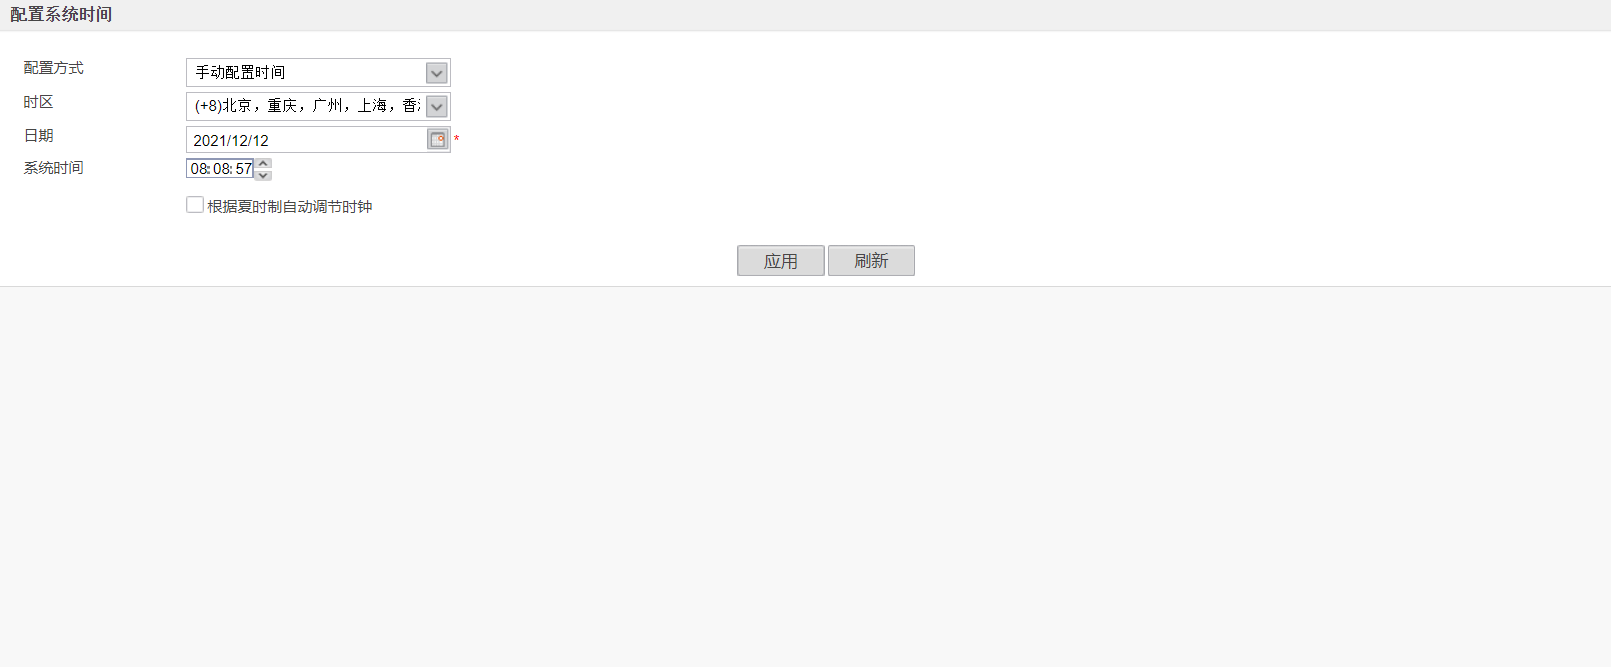 配置系统时间
配置方式 手动配置时间
时区 (+8)北京，重庆，广州，上海，香
日期 2021/12/12 *
系统时间 08:08:57
根据夏时制自动调节时钟
应用 刷新